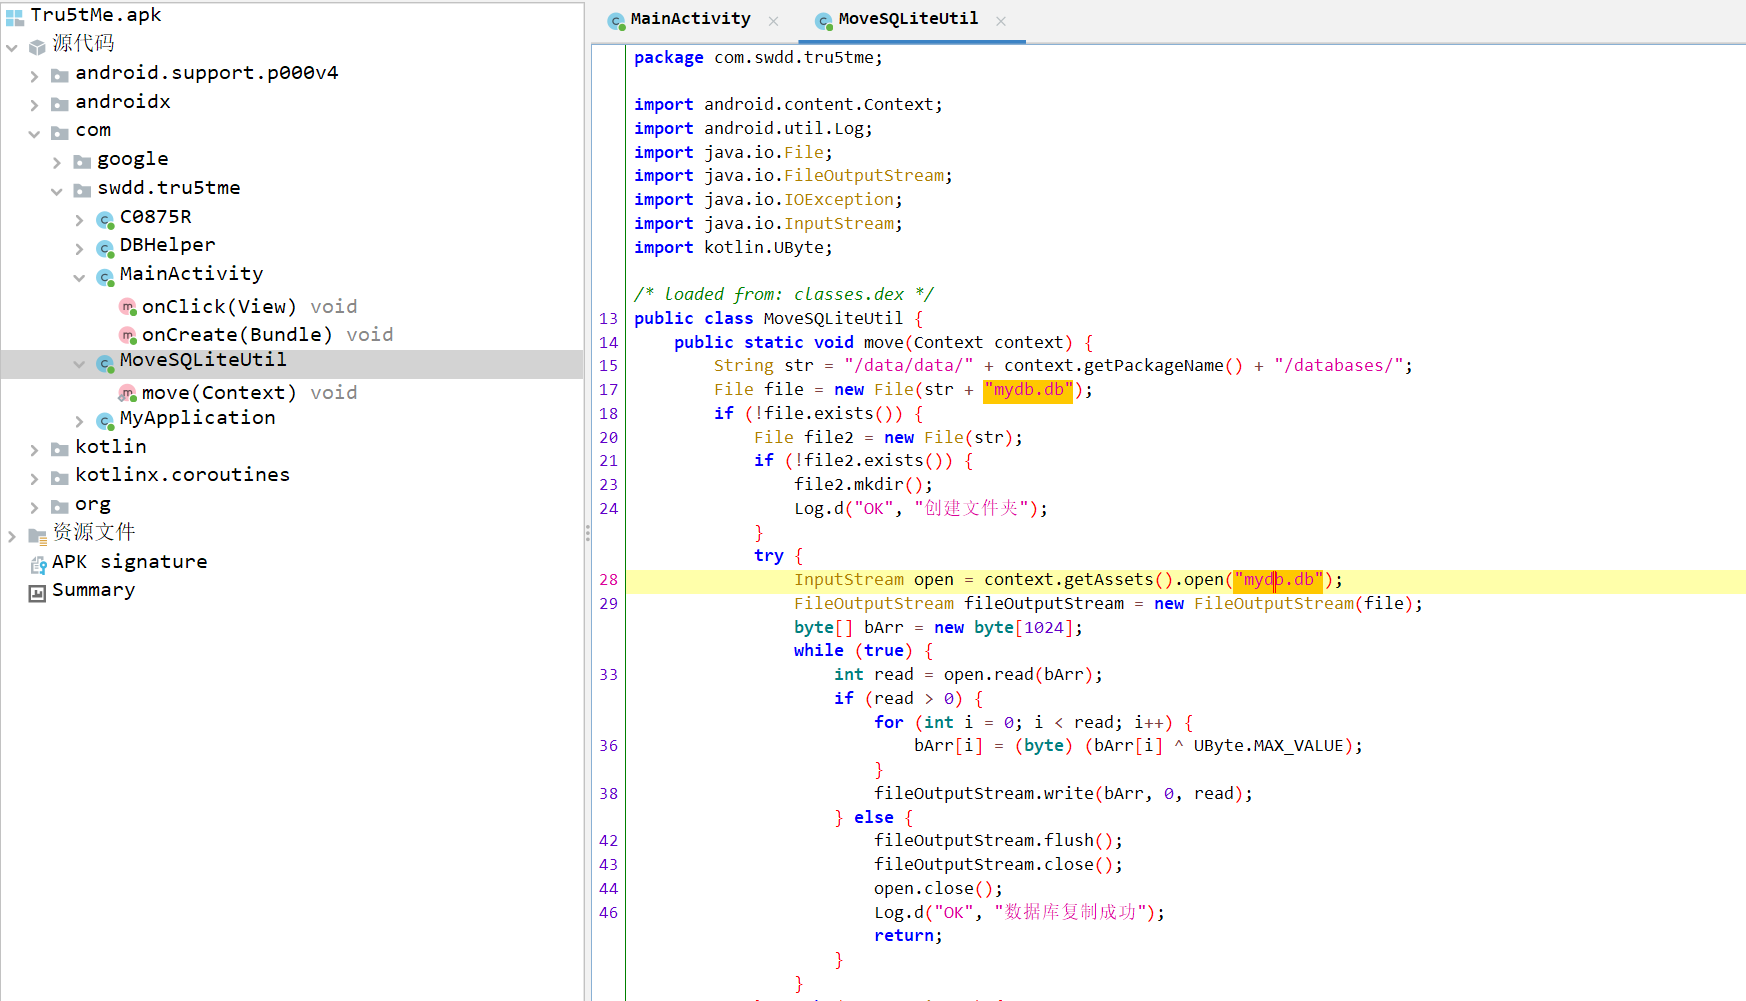 Tru5tMe.apk
源代码
android.support.p000v4
androidx
com
google
swdd.tru5tme
C0875R
DBHelper
MainActivity
onClick(View) void
onCreate(Bundle) void
MoveSQLiteUtil
move(Context) void
MyApplication
kotlin
kotlinx.coroutines
org
资源文件
APK signature
Summary
MainActivity × MoveSQLiteUtil ×
package com.swdd.tru5tme;
import android.content.Context;
import android.util.Log;
import java.io.File;
import java.io.FileOutputStream;
import java.io.IOException;
import java.io.InputStream;
import kotlin.UByte;
/* loaded from: classes.dex */
13 public class MoveSQLiteUtil {
14 public static void move(Context context) {
15 String str = "/data/data/" + context.getPackageName() + "/databases/";
17 File file = new File(str + "mydb.db");
18 if (!file.exists()) {
20 File file2 = new File(str);
21 if (!file2.exists()) {
23 file2.mkdir();
24 Log.d("OK", "创建文件夹");
}
try {
28 InputStream open = context.getAssets().open("mydb.db");
29 FileOutputStream fileOutputStream = new FileOutputStream(file);
byte[] bArr = new byte[1024];
while (true) {
33 int read = open.read(bArr);
if (read > 0) {
for (int i = 0; i < read; i++) {
36 bArr[i] = (byte) (bArr[i] ^ UByte.MAX_VALUE);
}
38 fileOutputStream.write(bArr, 0, read);
} else {
42 fileOutputStream.flush();
43 fileOutputStream.close();
44 open.close();
46 Log.d("OK", "数据库复制成功");
return;
}
}